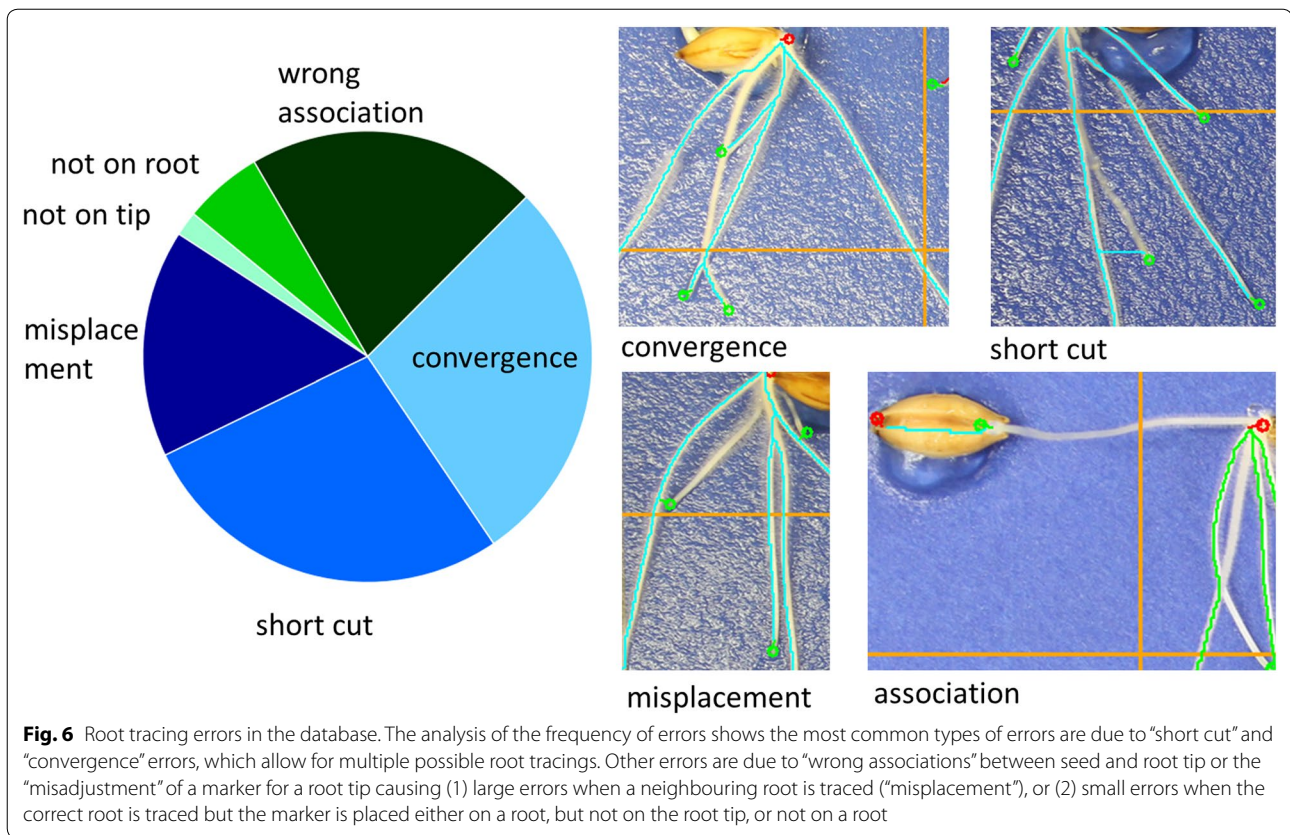 wrong
association
not on root
not on tip
misplace
ment
convergence
short cut
convergence
short cut
misplacement
association
Fig. 6 Root tracing errors in the database. The analysis of the frequency of errors shows the most common types of errors are due to “short cut” and
“convergence” errors, which allow for multiple possible root tracings. Other errors are due to “wrong associations” between seed and root tip or the
“misadjustment” of a marker for a root tip causing (1) large errors when a neighbouring root is traced (“misplacement”), or (2) small errors when the
correct root is traced but the marker is placed either on a root, but not on the root tip, or not on a root